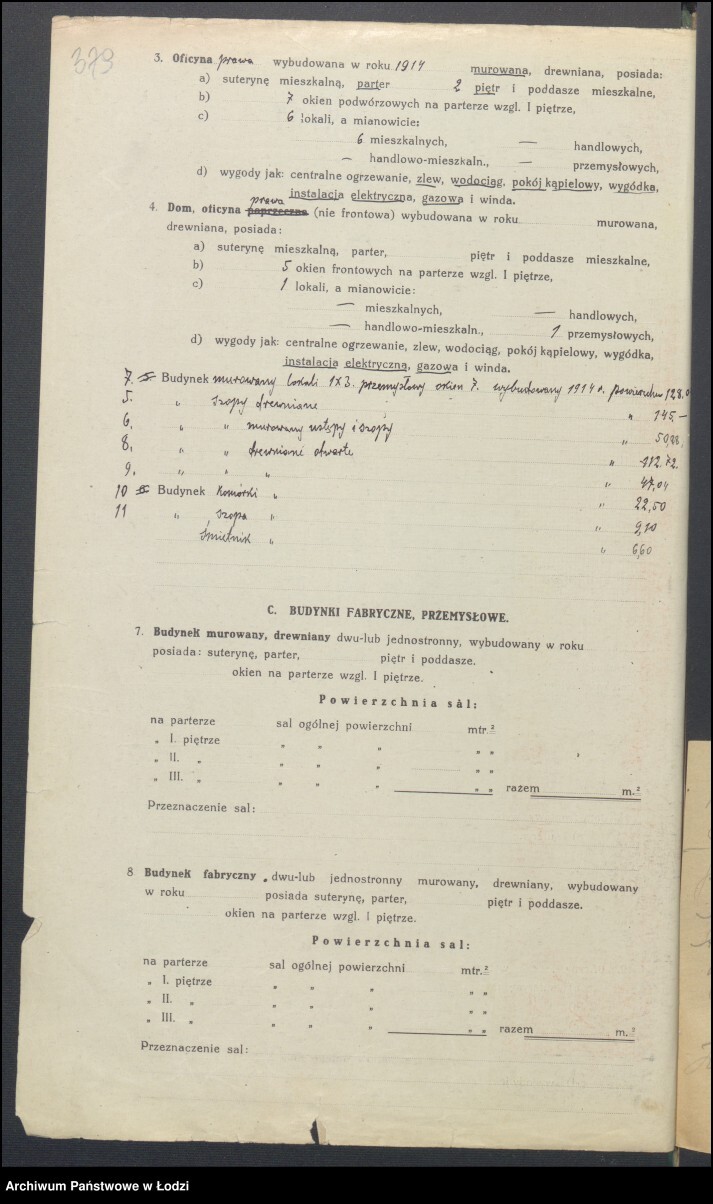 373
3. Oficyna prawa wybudowana w roku 1914 murowana, drewniana, posiada:
a) suterynę mieszkalną, parter 2 piętr i poddasze mieszkalne,
b) 7 okien podwórzowych na parterze wzgl. I piętrze,
c) 6 lokali, a mianowicie:
6 mieszkalnych, — handlowych,
— handlowo-mieszkaln., — przemysłowych,
d) wygody jak: centralne ogrzewanie, zlew, wodociąg, pokój kąpielowy, wygódka,
instalacja elektryczna, gazowa i winda.
prawa
4. Dom, oficyna poprzeczna (nie frontowa) wybudowana w roku murowana,
drewniana, posiada:
a) suterynę mieszkalną, parter, piętr i poddasze mieszkalne,
b) 5 okien frontowych na parterze wzgl. I piętrze,
c) 1 lokali, a mianowicie:
— mieszkalnych, — handlowych,
— handlowo-mieszkaln., 1 przemysłowych,
d) wygody jak: centralne ogrzewanie, zlew, wodociąg, pokój kąpielowy, wygódka,
instalacja elektryczną, gazowa i winda.
7. Budynek murowany lokali 1X3. przemysłowy okien 7. wybudowany 1914 r. powierzchn 128.0
5. „ szopy drewniane „ 145.—
6. „ „ murowany ustępy i szopy „ 50,88.
8. „ „ drewniane otwarte „ 112.72.
9. „ „ „ „ 47,04
10 Budynek Komórki „ „ 22,50
11 „ szopa „ „ 9,10
Śmietnik „ „ 6,60
C. BUDYNKI FABRYCZNE, PRZEMYSŁOWE.
7. Budynek murowany, drewniany dwu-lub jednostronny, wybudowany w roku
posiada: suterynę, parter, piętr i poddasze.
okien na parterze wzgl. I piętrze.
Powierzchnia sàl:
na parterze sal ogólnej powierzchni mtr.²
„ I. piętrze „ „ „ „ „
„ II. „ „ „ „ „ „
„ III. „ „ „ „ „ „ razem m.²
Przeznaczenie sal:
8 Budynek fabryczny dwu-lub jednostronny murowany, drewniany, wybudowany
w roku posiada suterynę, parter, piętr i poddasze.
okien na parterze wzgl. I piętrze.
Powierzchnia sal:
na parterze sal ogólnej powierzchni mtr.²
„ I. piętrze „ „ „ „ „
„ II. „ „ „ „ „ „
„ III. „ „ „ „ „ „ razem m.²
Przeznaczenie sal:
Archiwum Państwowe w Łodzi